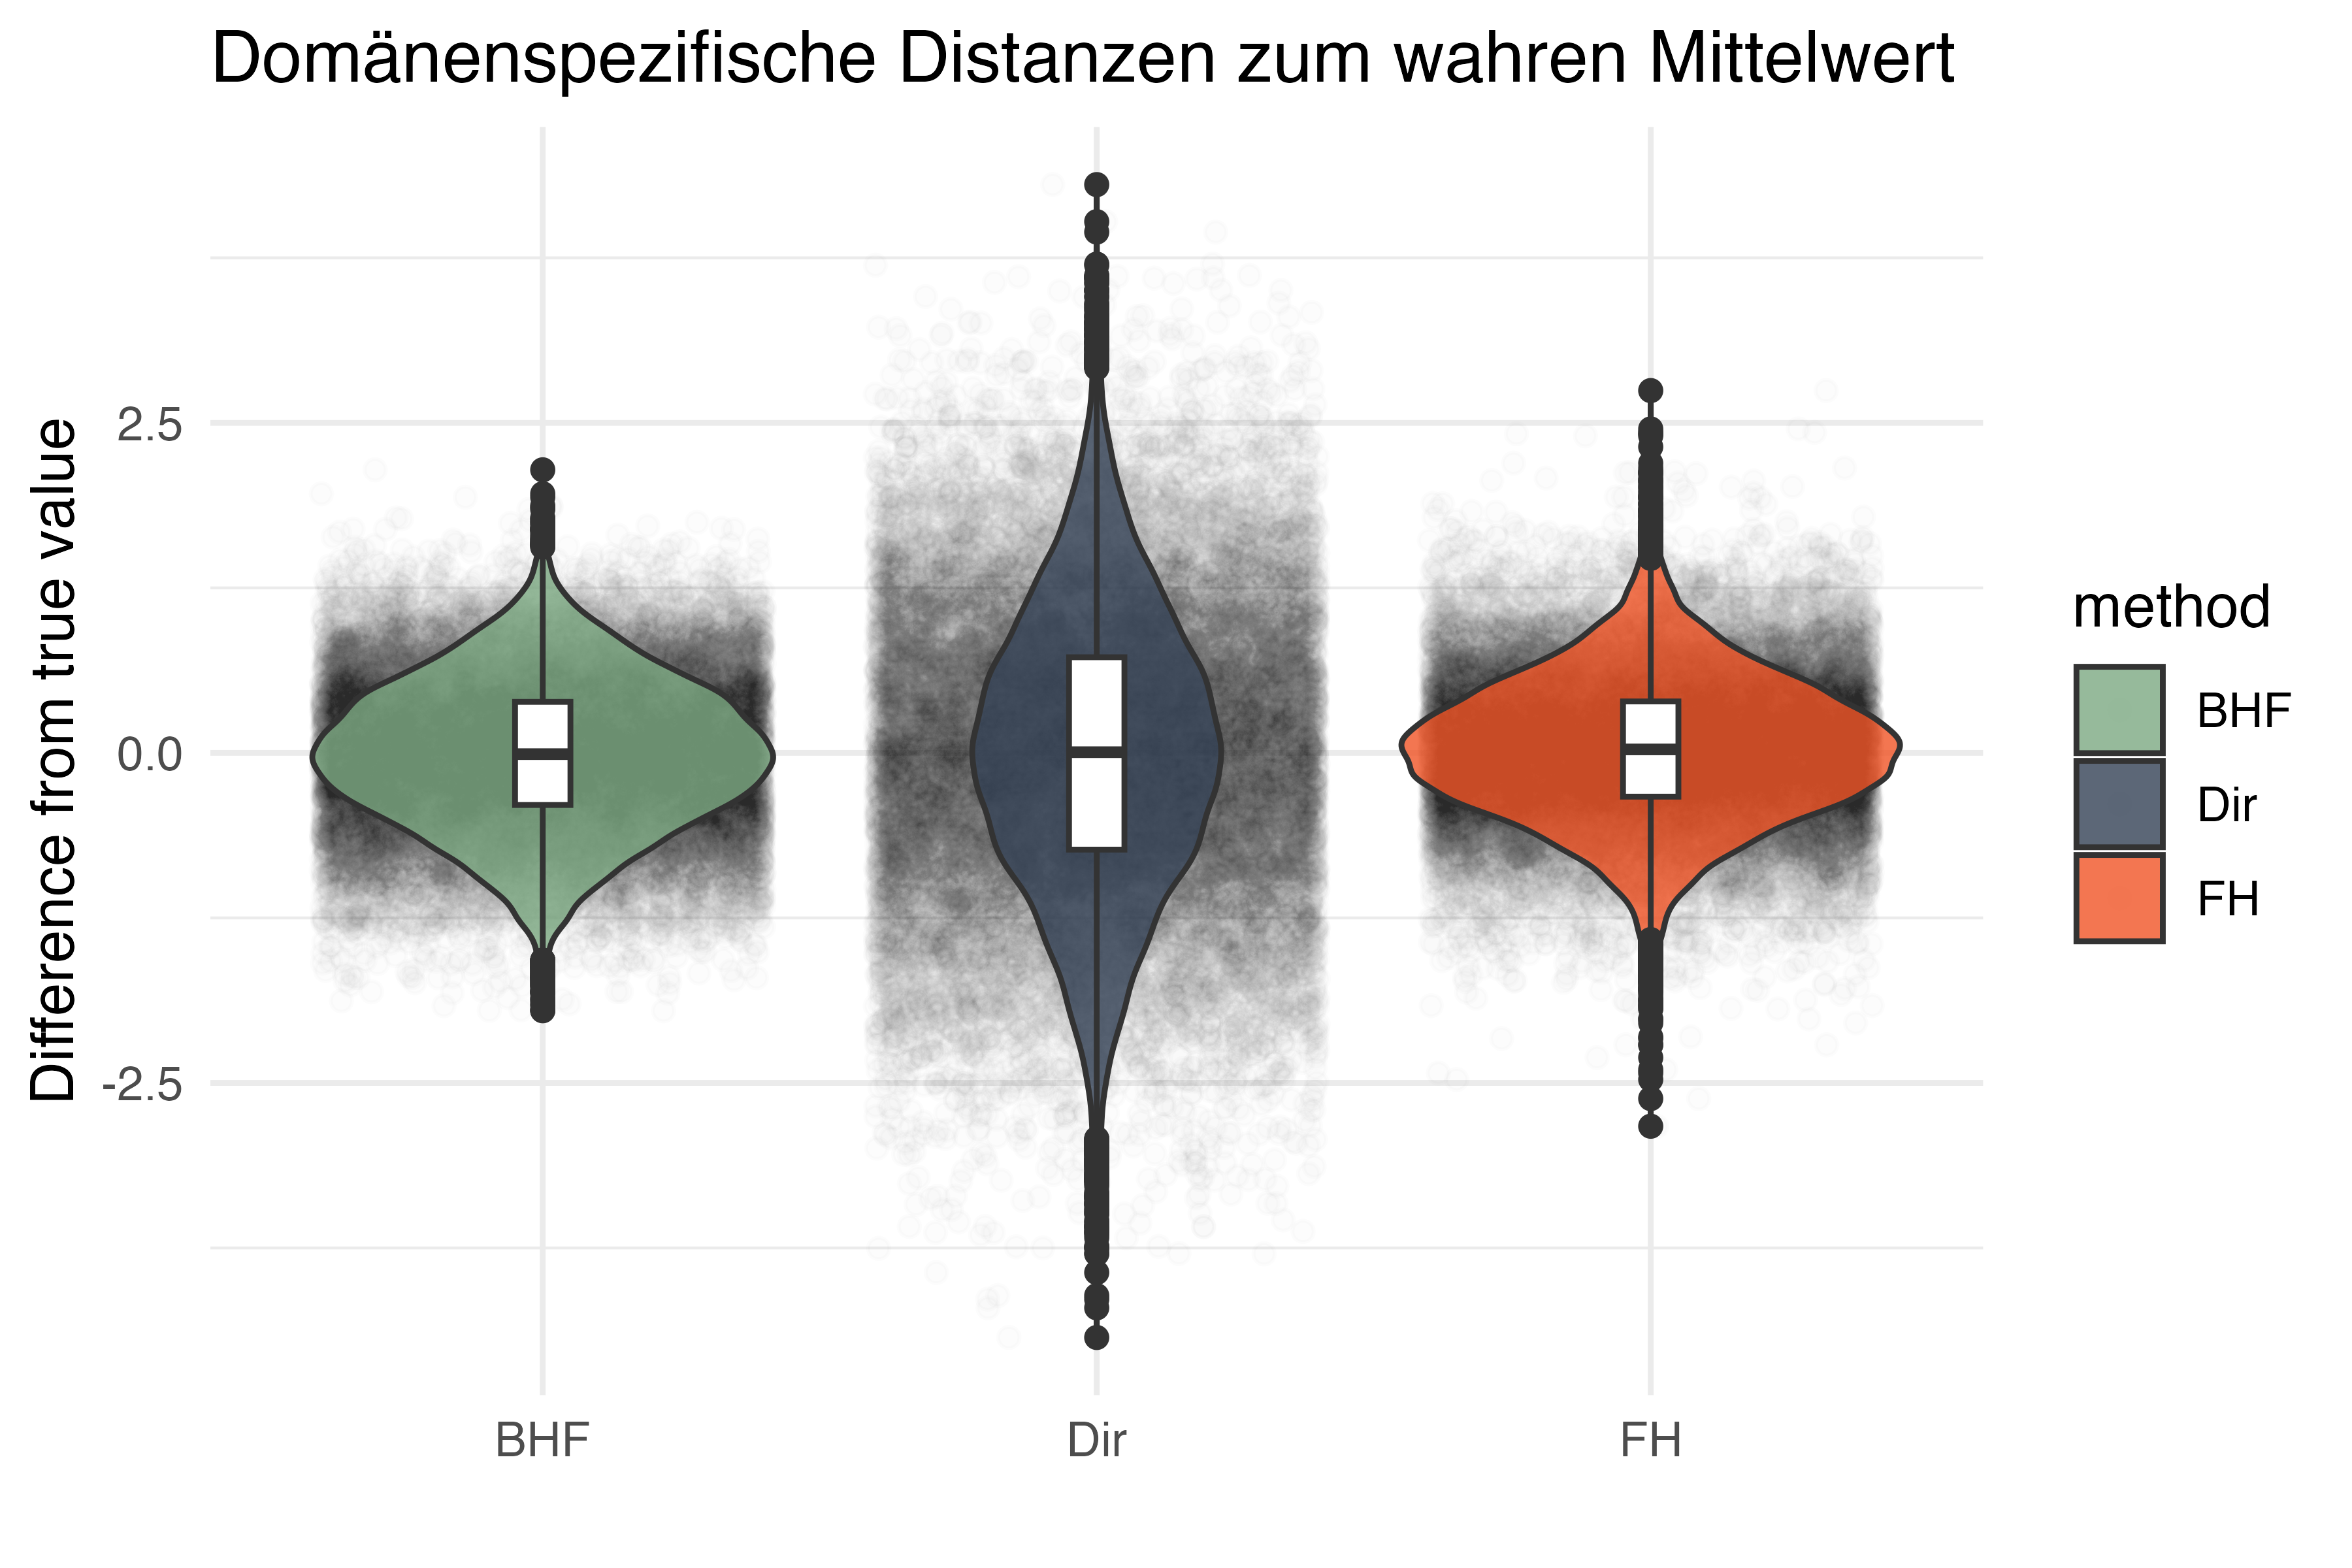 Domänenspezifische Distanzen zum wahren Mittelwert
Difference from true value
2.5
0.0
-2.5
BHF
Dir
FH
method
BHF
Dir
FH